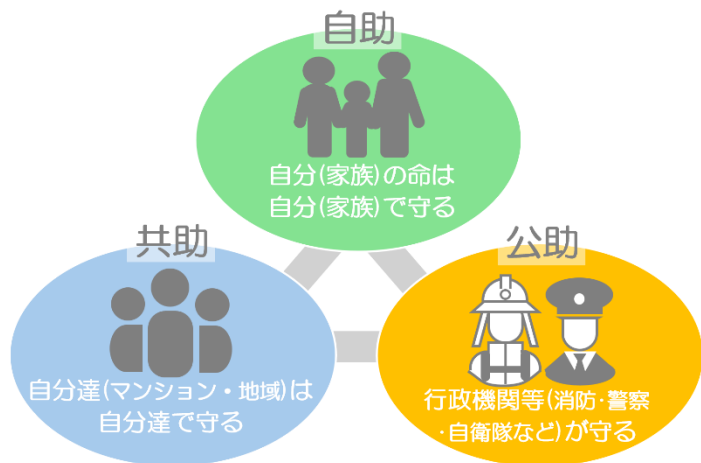 自助
自分(家族)の命は
自分(家族)で守る
共助
自分達(マンション・地域)は
自分達で守る
公助
行政機関等(消防・警察
・自衛隊など)が守る